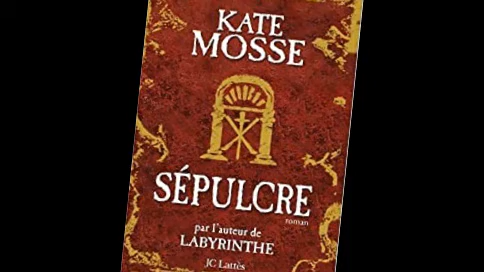 KATE
MOSSE
SÉPULCRE
roman
par l'auteur de
LABYRINTHE
JC Lattès